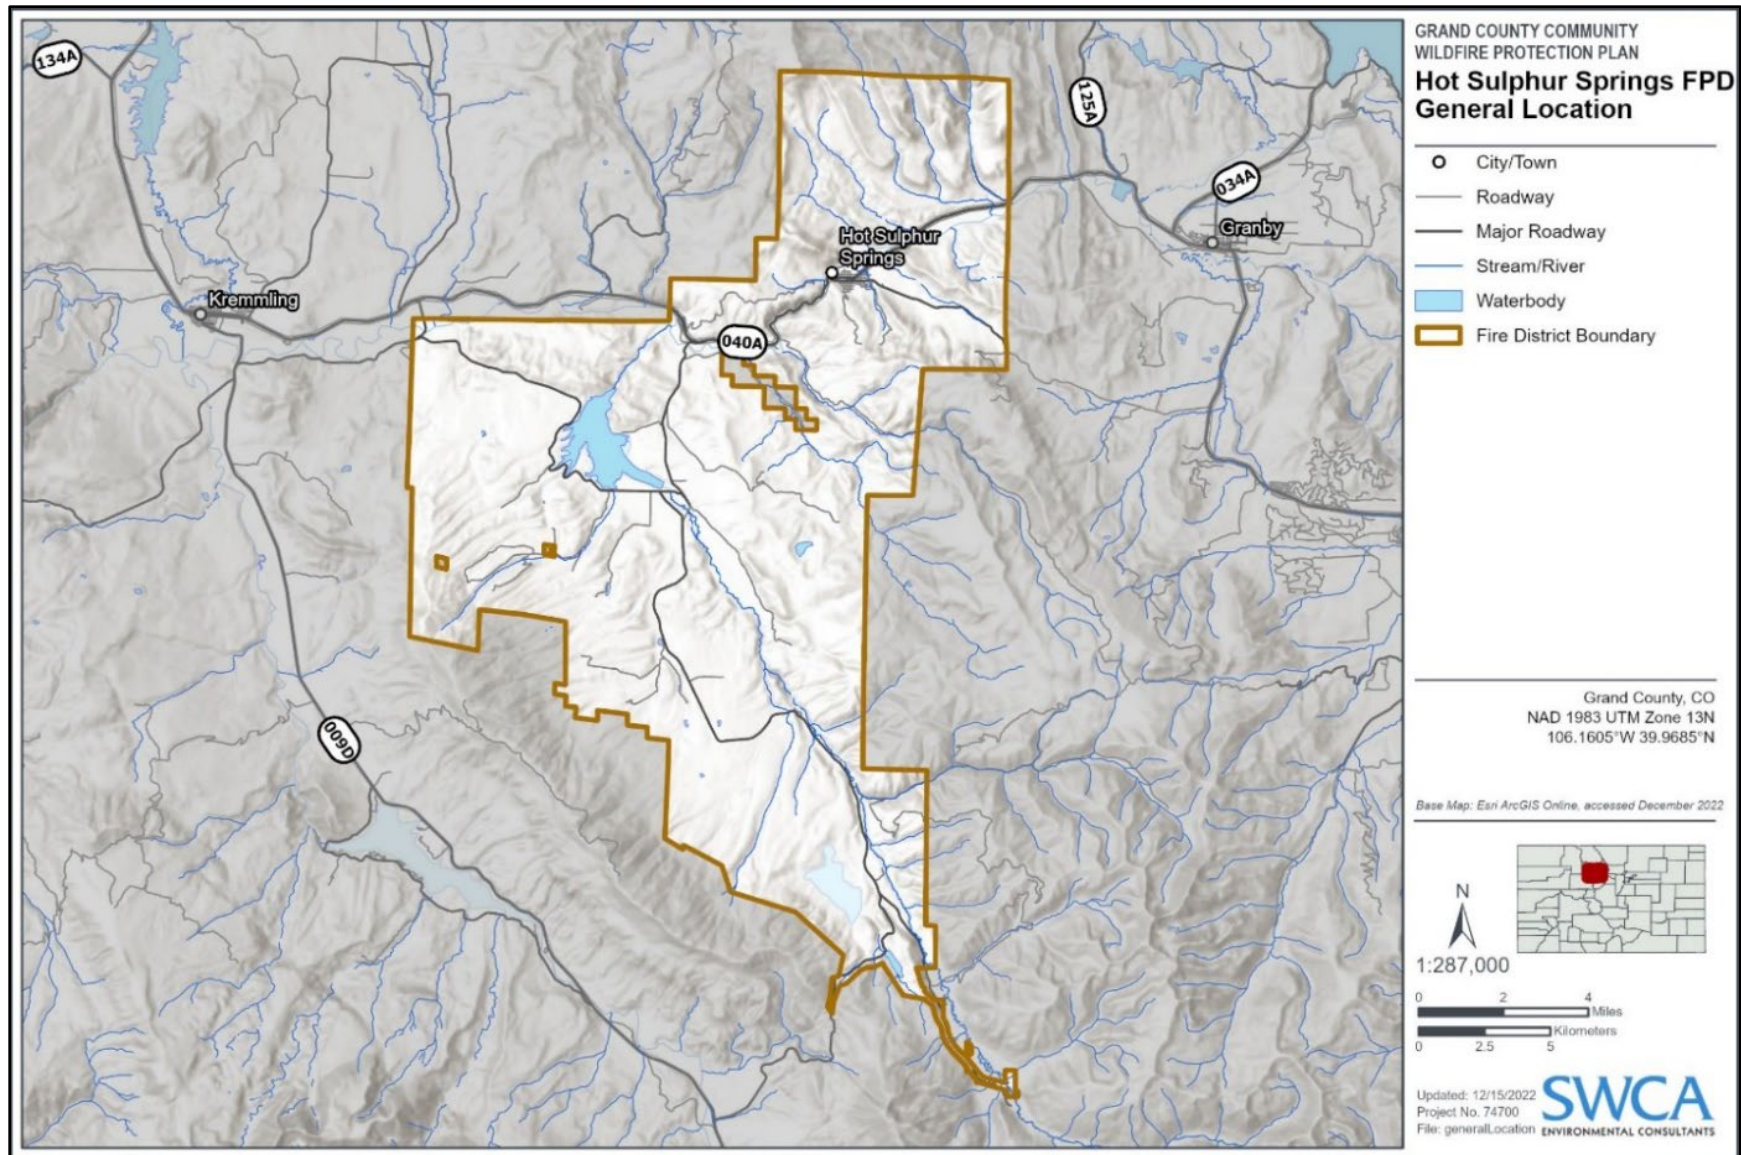 134A
125A
034A
Granby
Hot Sulphur
Springs
Kremmling
040A
009D
GRAND COUNTY COMMUNITY
WILDFIRE PROTECTION PLAN
Hot Sulphur Springs FPD
General Location
City/Town
Roadway
Major Roadway
Stream/River
Waterbody
Fire District Boundary
Grand County, CO
NAD 1983 UTM Zone 13N
106.1605°W 39.9685°N
Base Map: Esri ArcGIS Online, accessed December 2022
N
1:287,000
0 2 4
Miles
Kilometers
0 2.5 5
Updated: 12/15/2022
Project No. 74700
File: generalLocation
SWCA
ENVIRONMENTAL CONSULTANTS